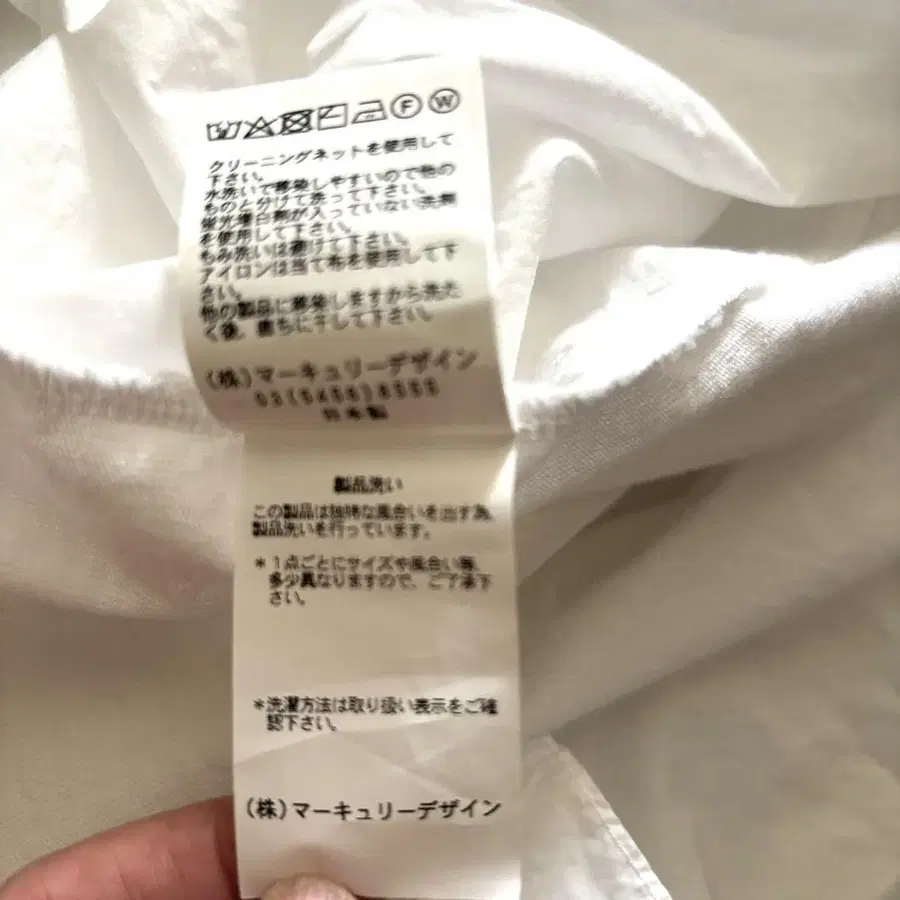 F W
クリーニングネットを使用して
下さい。
水洗いで移染しやすいので他の
ものと分けて洗って下さい。
蛍光増白剤が入っていない洗剤
を使用して下さい。
もみ洗いは避けて下さい。
アイロンは当て布を使用して下
さい。
他の製品に移染しますから洗た
く後、直ちに干して下さい。
(株)マーキュリーデザイン
日本製
製品洗い
この製品は独特な風合いを出す為、
製品洗いを行っています。
*1点ごとにサイズや風合い等、
多少異なりますので、ご了承下
さい。
*洗濯方法は取り扱い表示をご確
認下さい。
(株)マーキュリーデザイン